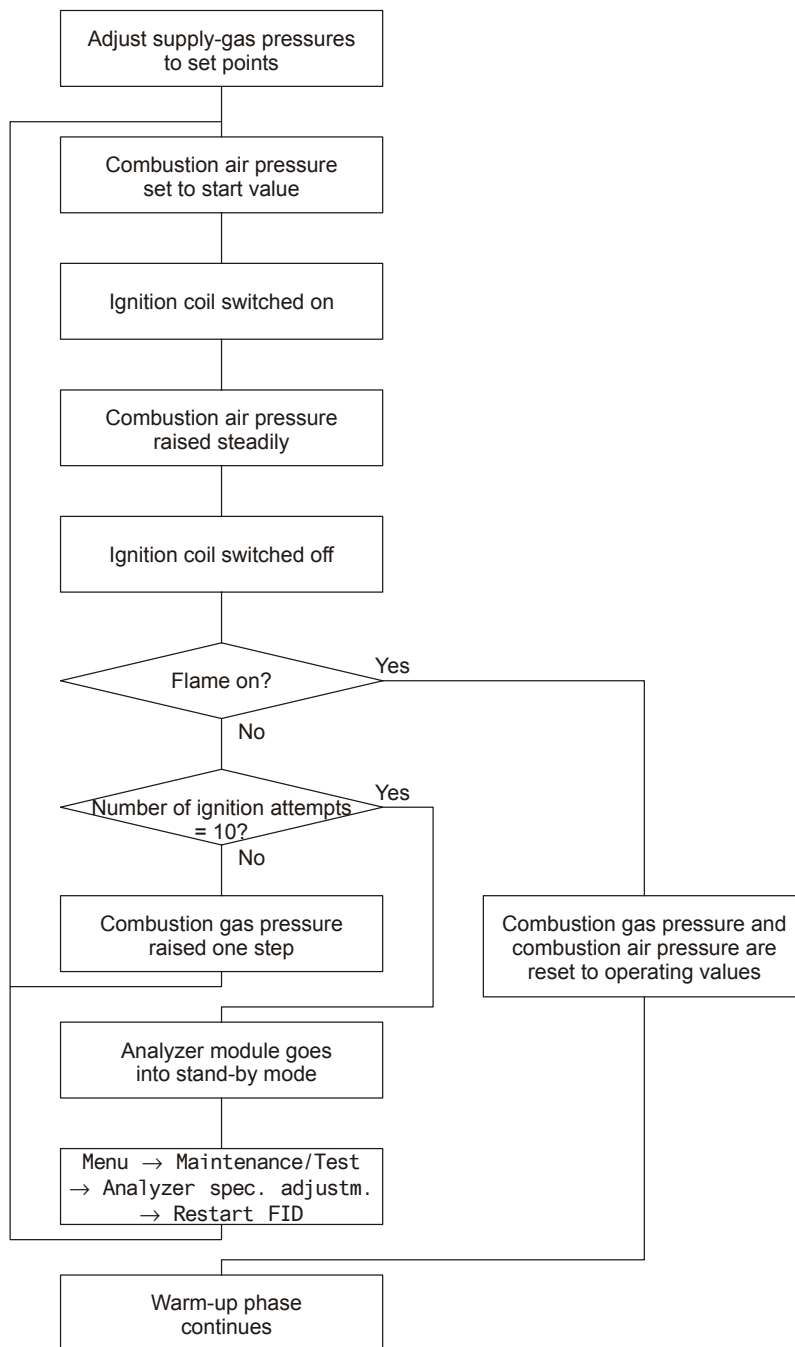 Adjust supply-gas pressures
to set points
Combustion air pressure
set to start value
Ignition coil switched on
Combustion air pressure
raised steadily
Ignition coil switched off
Flame on?
Yes
No
Number of ignition attempts
= 10?
Yes
No
Combustion gas pressure
raised one step
Combustion gas pressure and
combustion air pressure are
reset to operating values
Analyzer module goes
into stand-by mode
Menu → Maintenance/Test
→ Analyzer spec. adjustm.
→ Restart FID
Warm-up phase
continues